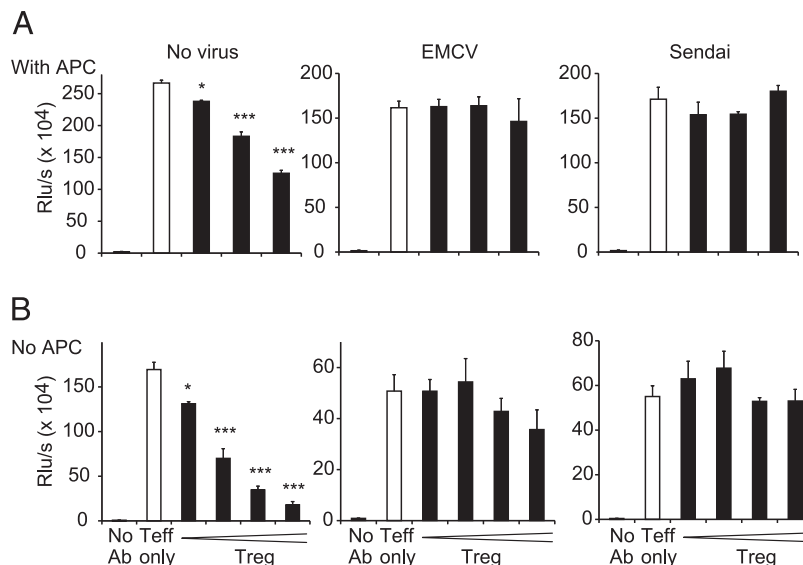 A
No virus
EMCV
Sendai
With APC
Rlu/s (x 104)
250
200
150
100
50
0
*
***
***
200
150
100
50
0
200
150
100
50
0
B
No APC
Rlu/s (x 104)
150
100
50
0
*
***
***
***
60
40
20
0
80
60
40
20
0
No Teff
Ab only
Treg
No Teff
Ab only
Treg
No Teff
Ab only
Treg